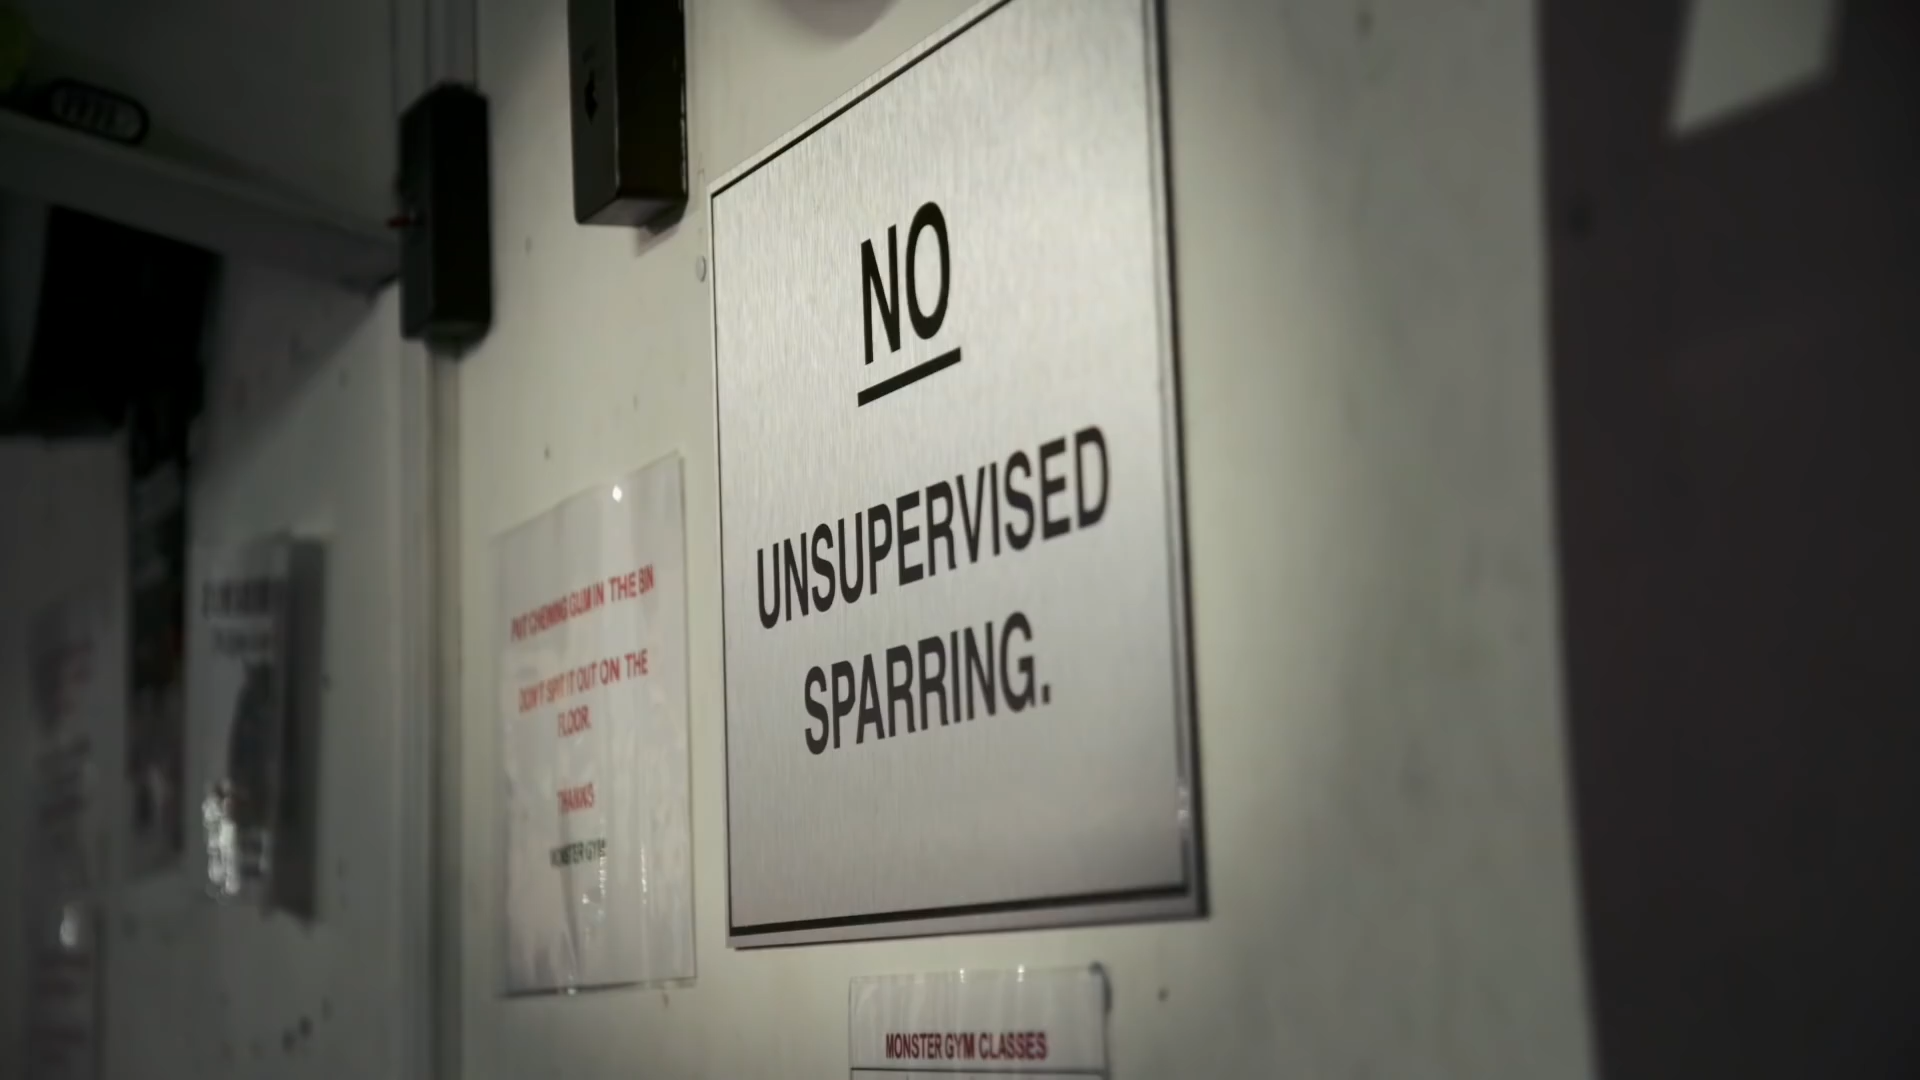 NO
UNSUPERVISED
SPARRING.
PUT CHEWING GUM IN THE BIN
DON'T SPIT IT OUT ON THE
FLOOR.
THANKS
MONSTER GYM
MONSTER GYM CLASSES